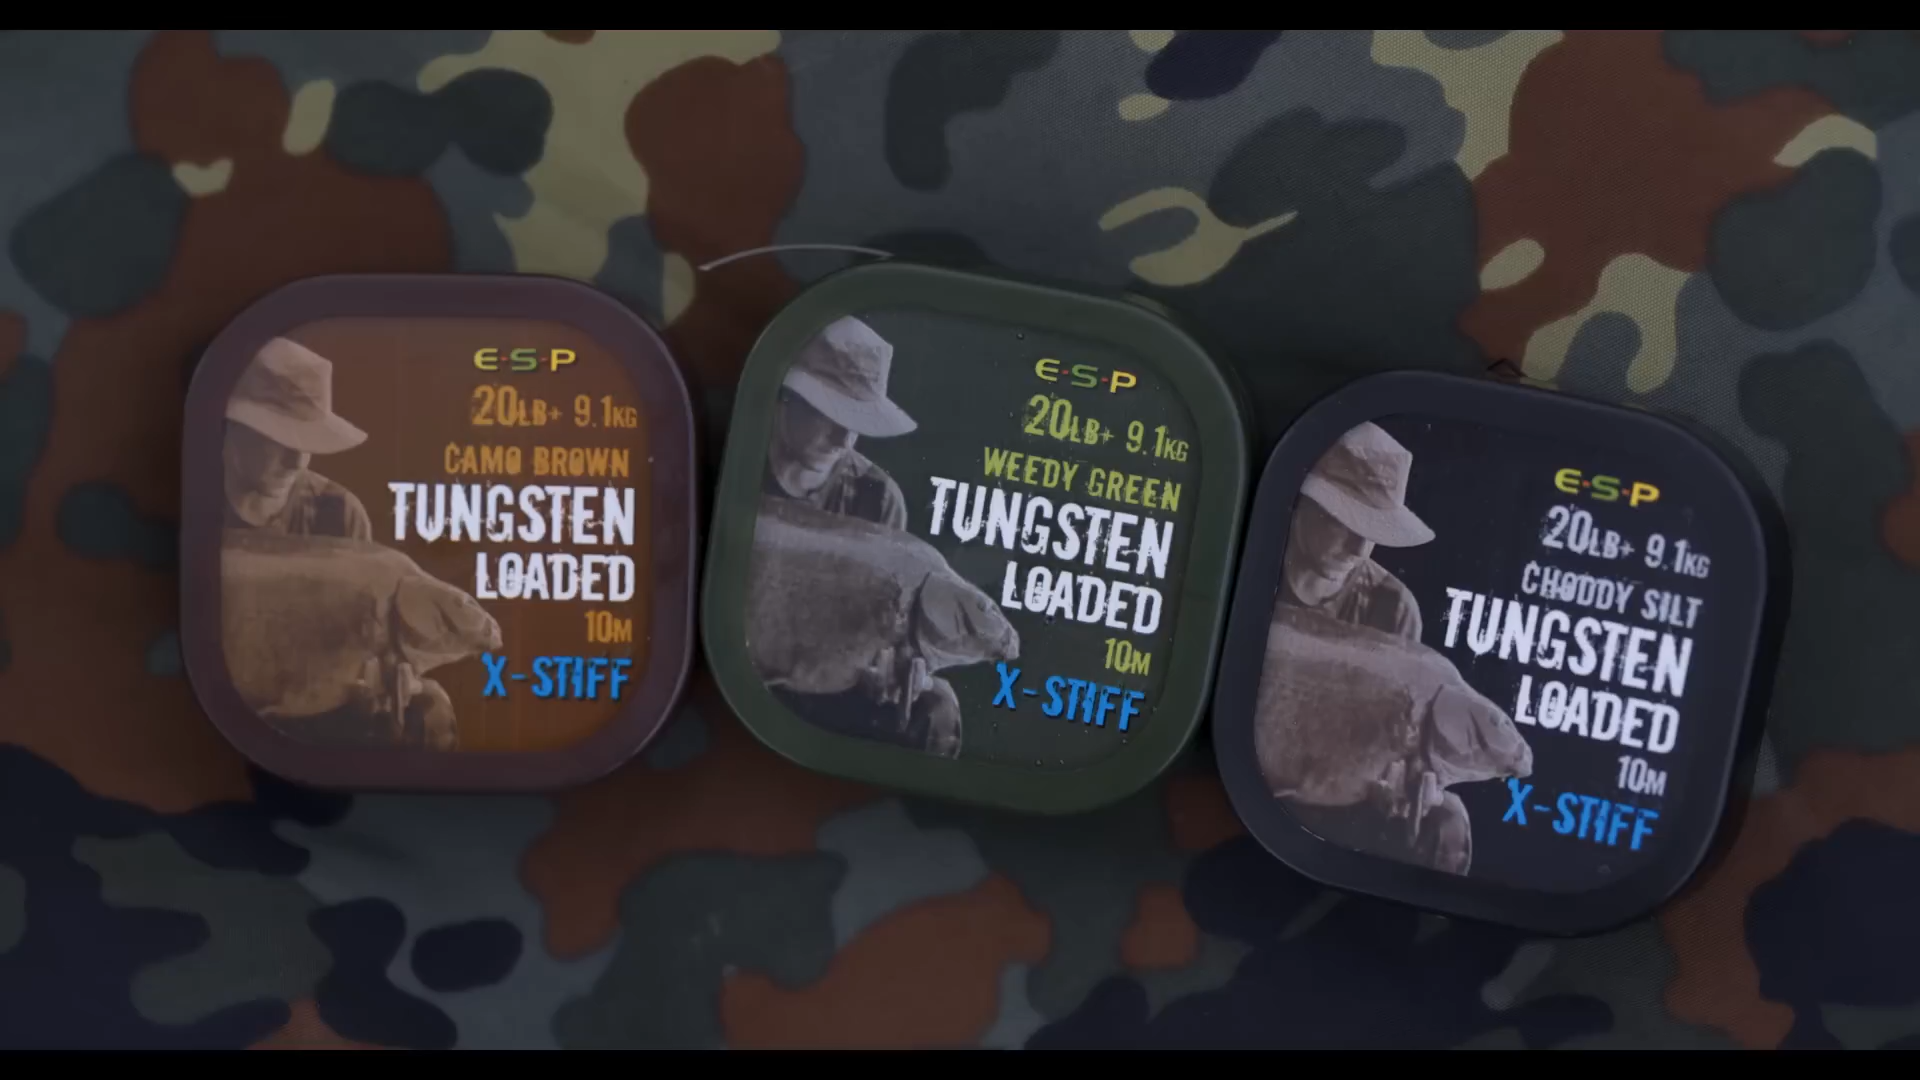 E·S·P
20LB+ 9.1KG
CAMO BROWN
TUNGSTEN
LOADED
10M
X-STIFF
E·S·P
20LB+ 9.1KG
WEEDY GREEN
TUNGSTEN
LOADED
10M
X-STIFF
E·S·P
20LB+ 9.1KG
CHODDY SILT
TUNGSTEN
LOADED
10M
X-STIFF